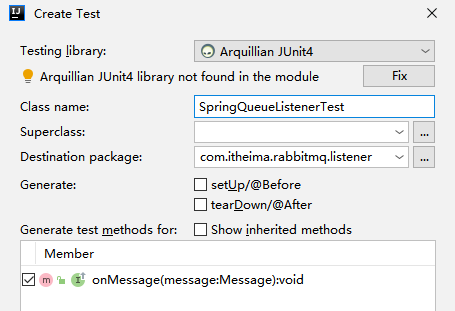 Create Test
Testing library: Arquillian JUnit4
Arquillian JUnit4 library not found in the module Fix
Class name: SpringQueueListenerTest
Superclass: ...
Destination package: com.itheima.rabbitmq.listener ...
Generate: setUp/@Before
tearDown/@After
Generate test methods for: Show inherited methods
Member
onMessage(message:Message):void